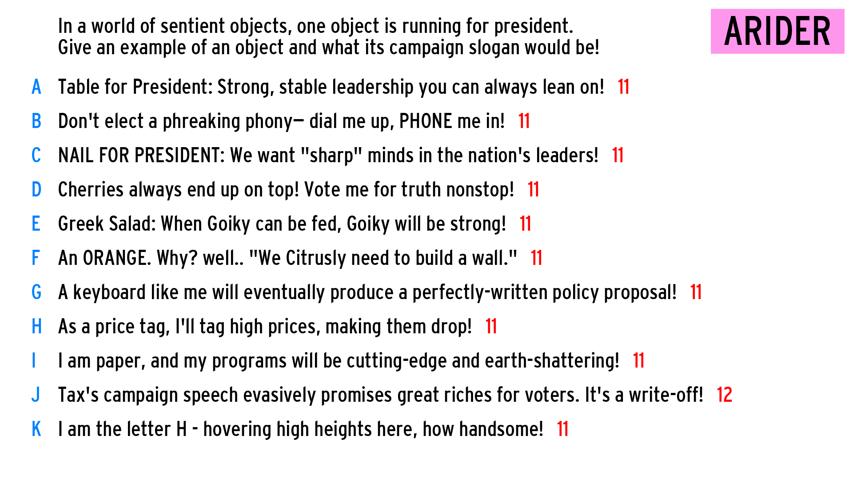 In a world of sentient objects, one object is running for president.
Give an example of an object and what its campaign slogan would be!
ARIDER
A Table for President: Strong, stable leadership you can always lean on! 11
B Don't elect a phreaking phony— dial me up, PHONE me in! 11
C NAIL FOR PRESIDENT: We want "sharp" minds in the nation's leaders! 11
D Cherries always end up on top! Vote me for truth nonstop! 11
E Greek Salad: When Goiky can be fed, Goiky will be strong! 11
F An ORANGE. Why? well.. "We Citrusly need to build a wall." 11
G A keyboard like me will eventually produce a perfectly-written policy proposal! 11
H As a price tag, I'll tag high prices, making them drop! 11
I I am paper, and my programs will be cutting-edge and earth-shattering! 11
J Tax's campaign speech evasively promises great riches for voters. It's a write-off! 12
K I am the letter H - hovering high heights here, how handsome! 11